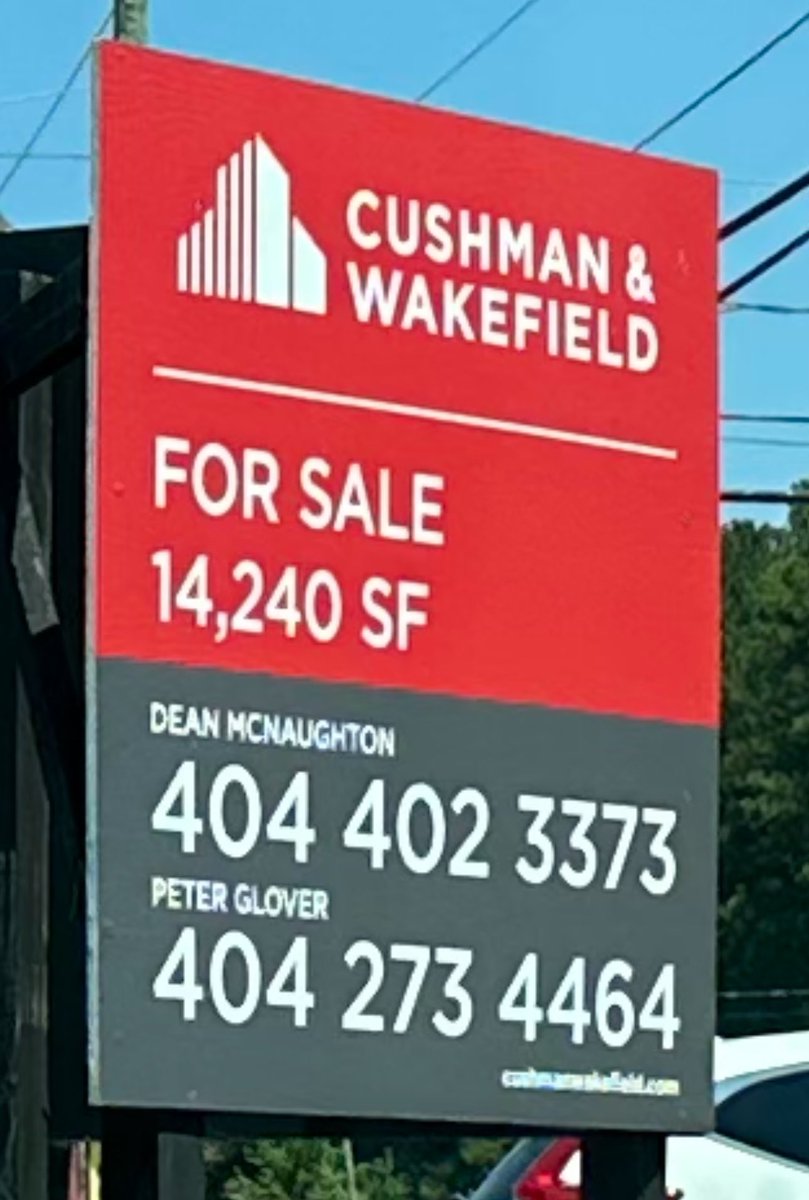 CUSHMAN &
WAKEFIELD
FOR SALE
14,240 SF
DEAN MCNAUGHTON
404 402 3373
PETER GLOVER
404 273 4464
cushmanwakefield.com